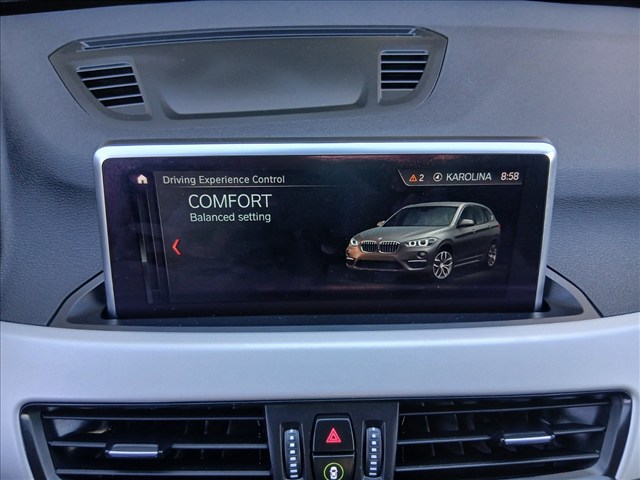 Driving Experience Control
2 KAROLINA 8:58
COMFORT
Balanced setting